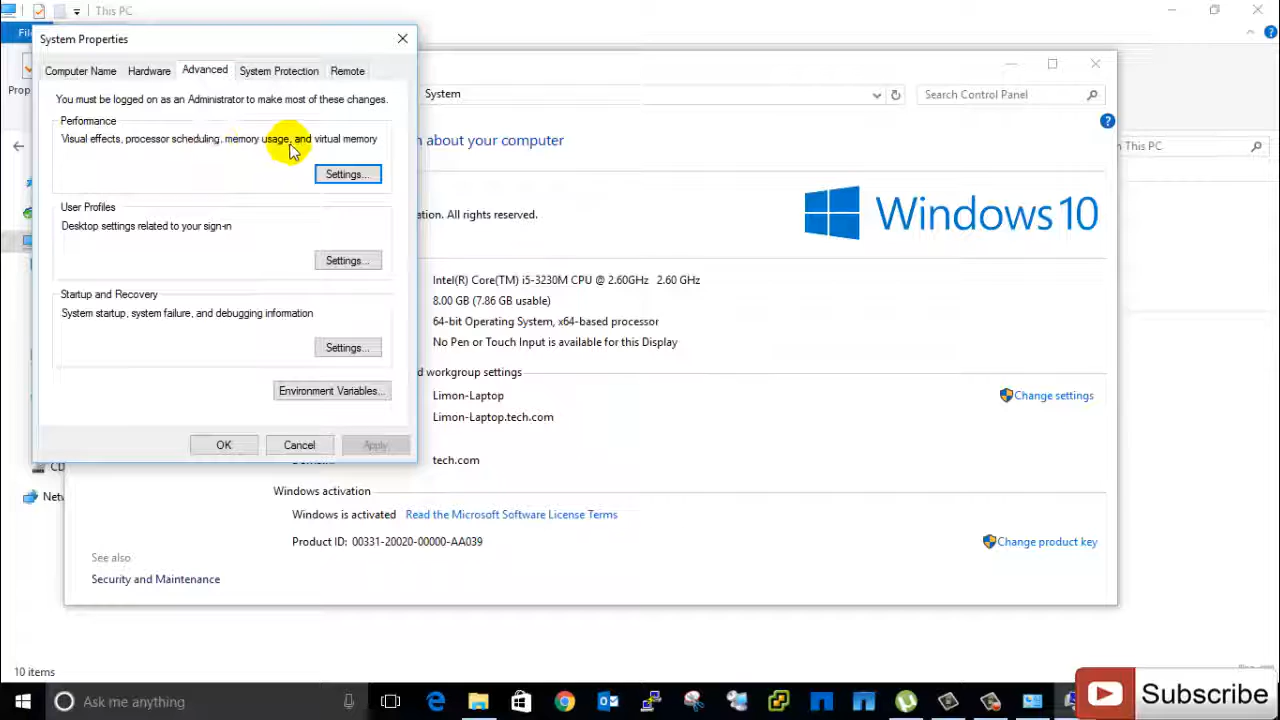 This PC
System Properties
Computer Name
Hardware
Advanced
System Protection
Remote
You must be logged on as an Administrator to make most of these changes.
Performance
Visual effects, processor scheduling, memory usage, and virtual memory
Settings...
User Profiles
Desktop settings related to your sign-in
Settings...
Startup and Recovery
System startup, system failure, and debugging information
Settings...
Environment Variables...
OK
Cancel
Apply
System
Search Control Panel
about your computer
All rights reserved.
Windows 10
Intel(R) Core(TM) i5-3230M CPU @ 2.60GHz 2.60 GHz
8.00 GB (7.86 GB usable)
64-bit Operating System, x64-based processor
No Pen or Touch Input is available for this Display
workgroup settings
Limon-Laptop
Change settings
Limon-Laptop.tech.com
tech.com
Windows activation
Windows is activated Read the Microsoft Software License Terms
Product ID: 00331-20020-00000-AA039
Change product key
See also
Security and Maintenance
This PC
10 items
Ask me anything
Subscribe